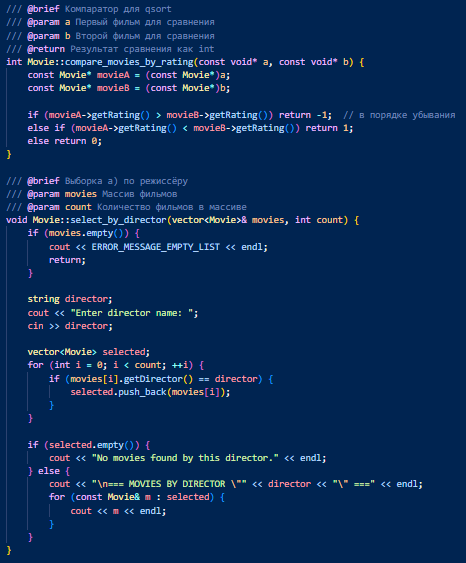 /// @brief Компаратор для qsort
/// @param a Первый фильм для сравнения
/// @param b Второй фильм для сравнения
/// @return Результат сравнения как int
int Movie::compare_movies_by_rating(const void* a, const void* b) {
    const Movie* movieA = (const Movie*)a;
    const Movie* movieB = (const Movie*)b;

    if (movieA->getRating() > movieB->getRating()) return -1;  // в порядке убывания
    else if (movieA->getRating() < movieB->getRating()) return 1;
    else return 0;
}

/// @brief Выборка а) по режиссёру
/// @param movies Массив фильмов
/// @param count Количество фильмов в массиве
void Movie::select_by_director(vector<Movie>& movies, int count) {
    if (movies.empty()) {
        cout << ERROR_MESSAGE_EMPTY_LIST << endl;
        return;
    }

    string director;
    cout << "Enter director name: ";
    cin >> director;

    vector<Movie> selected;
    for (int i = 0; i < count; ++i) {
        if (movies[i].getDirector() == director) {
            selected.push_back(movies[i]);
        }
    }

    if (selected.empty()) {
        cout << "No movies found by this director." << endl;
    } else {
        cout << "\n=== MOVIES BY DIRECTOR \"" << director << "\" ===" << endl;
        for (const Movie& m : selected) {
            cout << m << endl;
        }
    }
}